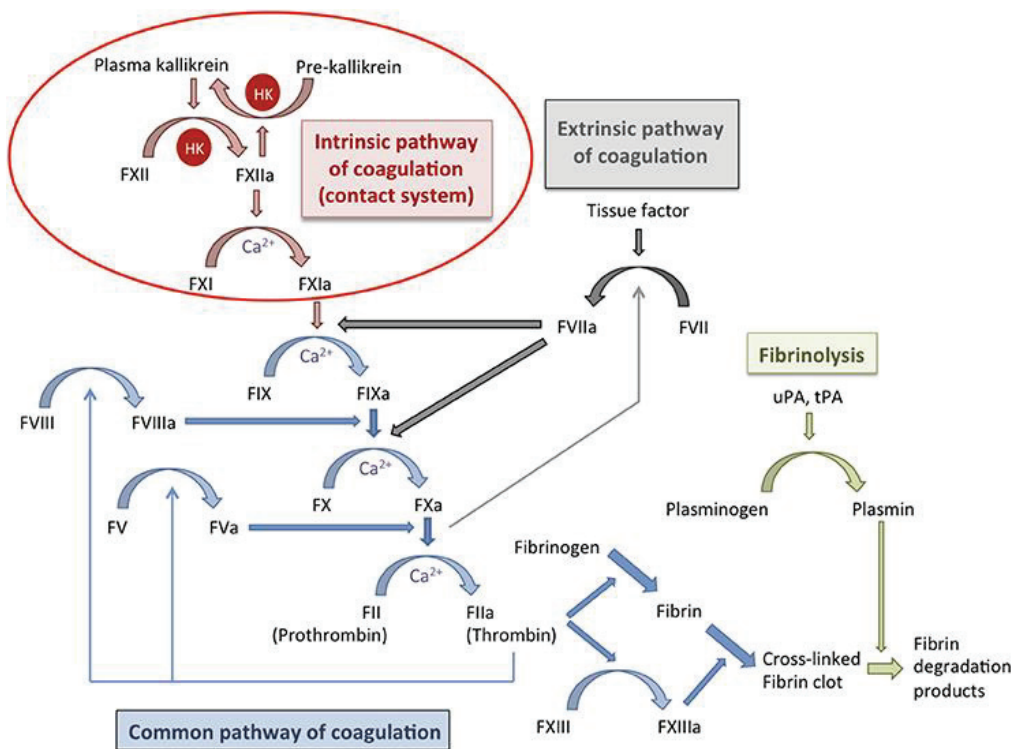 Plasma kallikrein
Pre-kallikrein
HK
HK
FXII
FXIIa
Intrinsic pathway
of coagulation
(contact system)
Ca²⁺
FXI
FXIa
Extrinsic pathway
of coagulation
Tissue factor
FVIIa
FVII
Ca²⁺
FIX
FIXa
FVIII
FVIIIa
Ca²⁺
FX
FXa
FV
FVa
Ca²⁺
FII
(Prothrombin)
FIIa
(Thrombin)
Fibrinolysis
uPA, tPA
Plasminogen
Plasmin
Fibrinogen
Fibrin
Cross-linked
Fibrin clot
Fibrin
degradation
products
FXIII
FXIIIa
Common pathway of coagulation